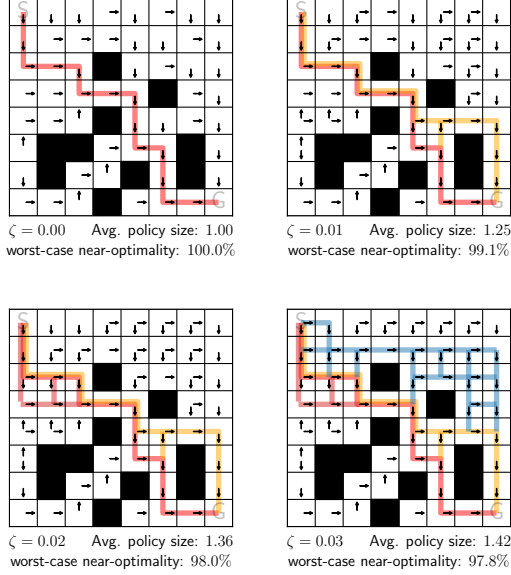 S
G
ζ = 0.00 Avg. policy size: 1.00
worst-case near-optimality: 100.0%
S
G
ζ = 0.01 Avg. policy size: 1.25
worst-case near-optimality: 99.1%
S
G
ζ = 0.02 Avg. policy size: 1.36
worst-case near-optimality: 98.0%
S
G
ζ = 0.03 Avg. policy size: 1.42
worst-case near-optimality: 97.8%